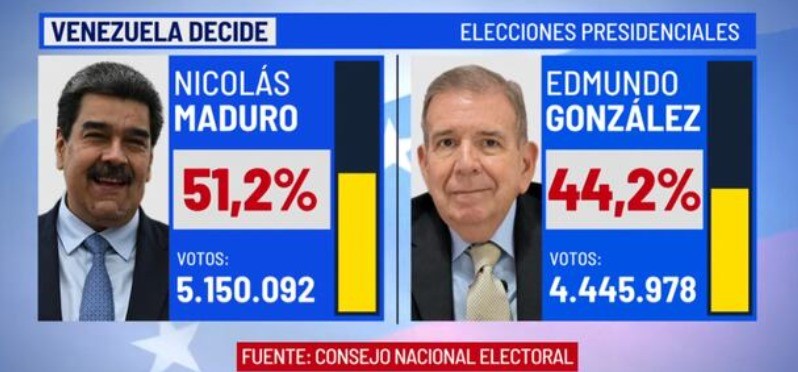 VENEZUELA DECIDE
ELECCIONES PRESIDENCIALES
NICOLÁS
MADURO
51,2%
VOTOS:
5.150.092
EDMUNDO
GONZÁLEZ
44,2%
VOTOS:
4.445.978
FUENTE: CONSEJO NACIONAL ELECTORAL